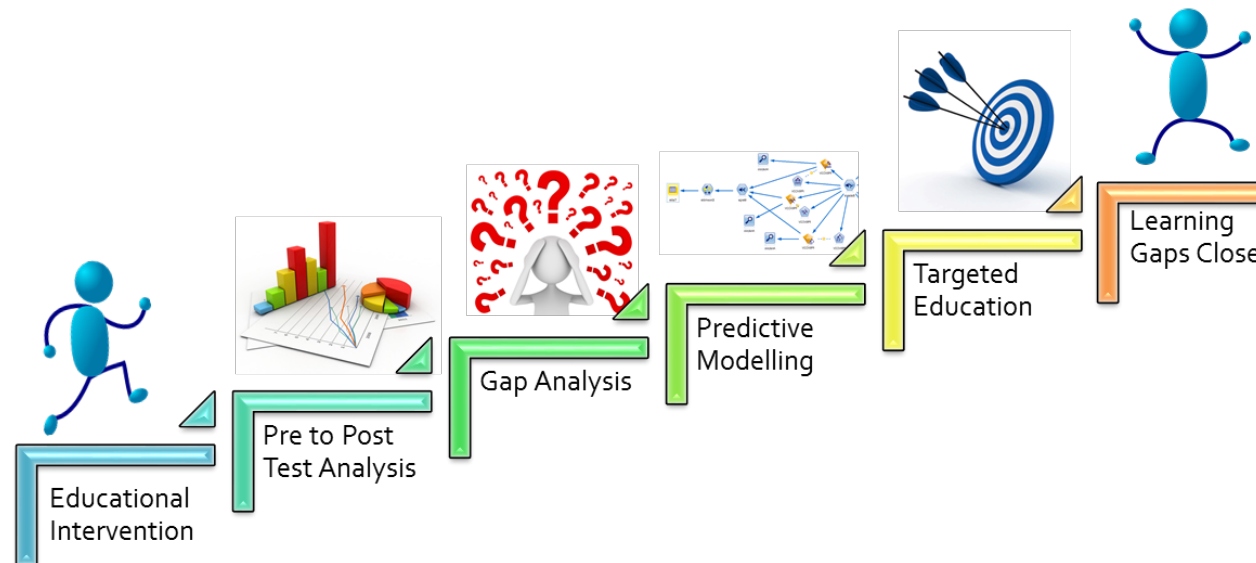 Educational
Intervention
Pre to Post
Test Analysis
Gap Analysis
Predictive
Modelling
Targeted
Education
Learning
Gaps Close